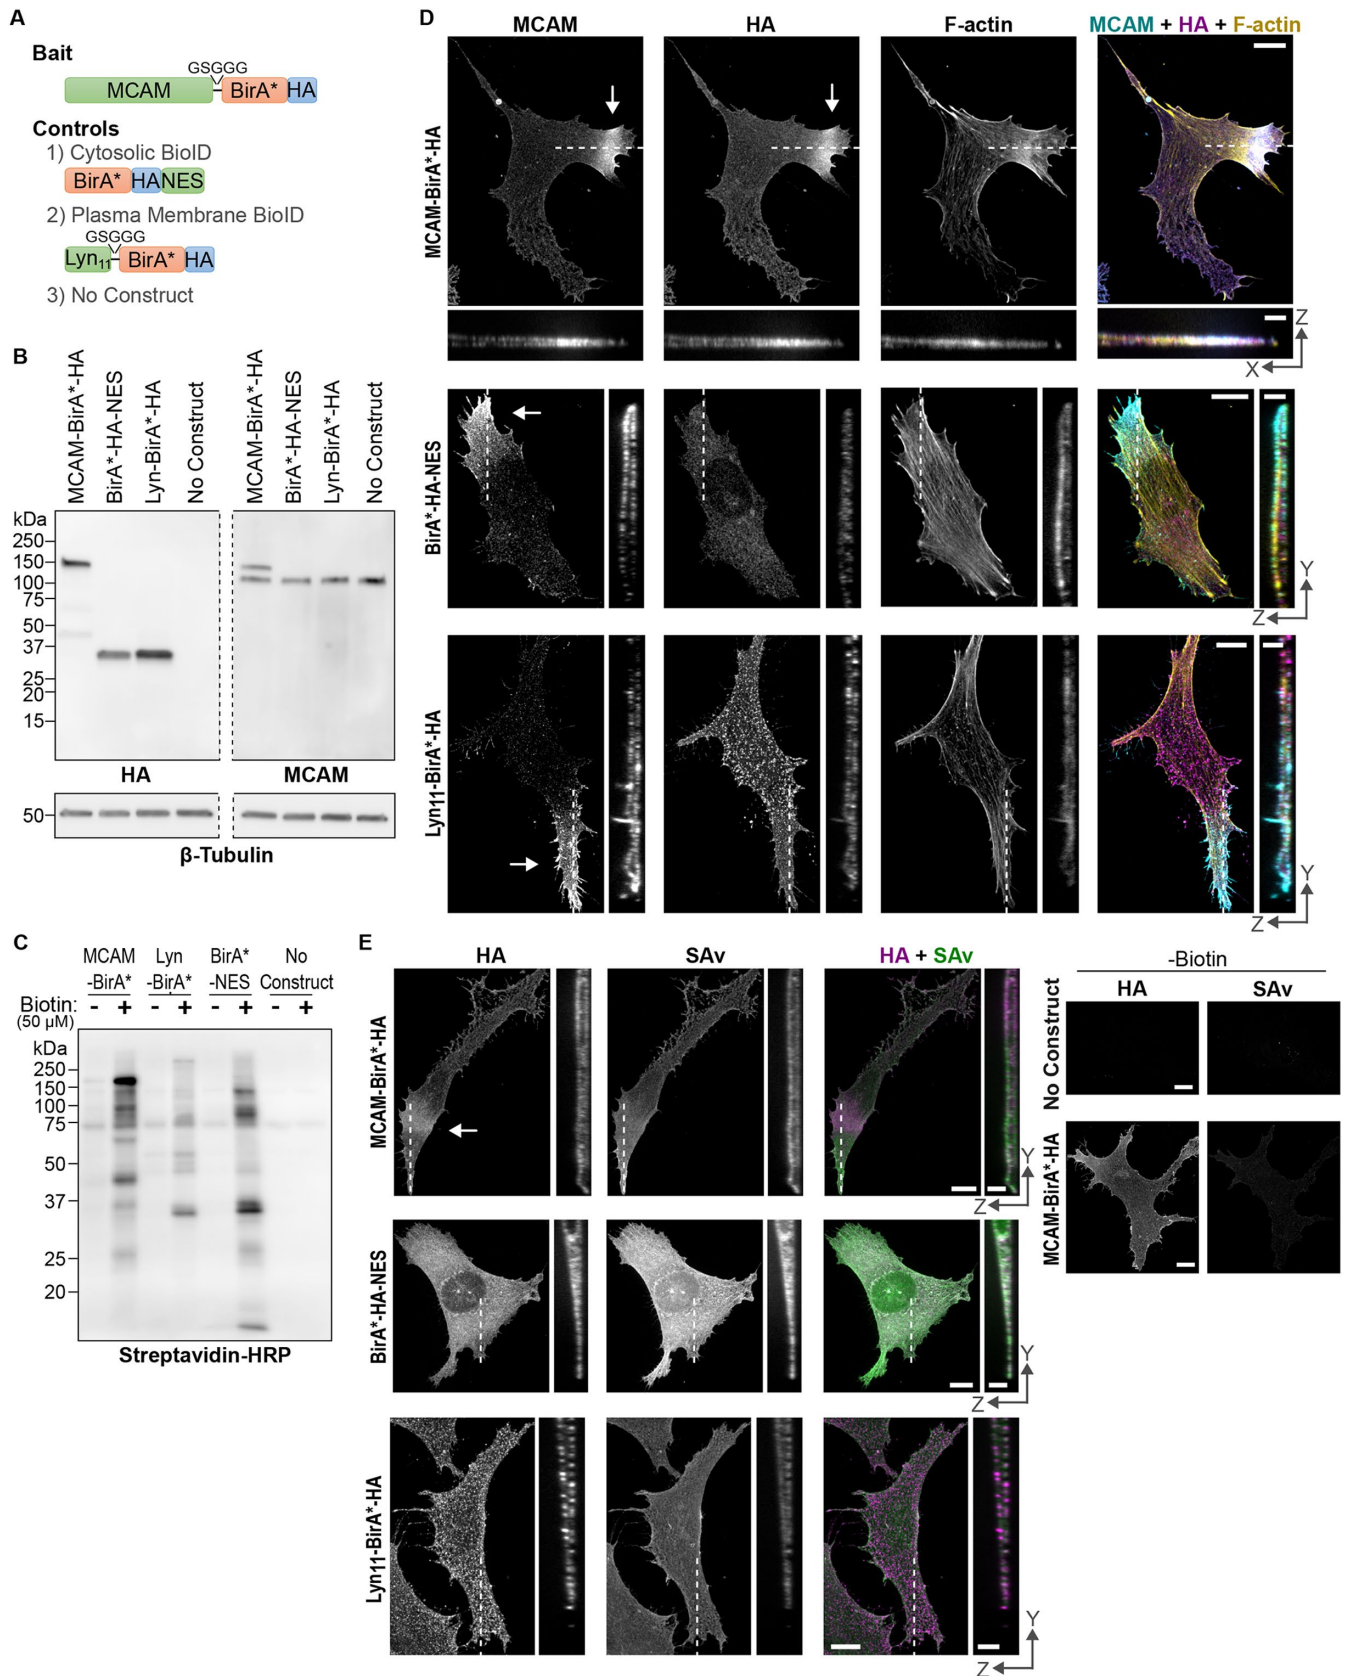 A
Bait
GSGGG
MCAM BirA* HA
Controls
1) Cytosolic BioID
BirA* HA NES
2) Plasma Membrane BioID
GSGGG
Lyn11 BirA* HA
3) No Construct
B
MCAM-BirA*-HA
BirA*-HA-NES
Lyn-BirA*-HA
No Construct
MCAM-BirA*-HA
BirA*-HA-NES
Lyn-BirA*-HA
No Construct
kDa
250
150
100
75
50
37
25
20
15
HA MCAM
50
β-Tubulin
C
MCAM Lyn BirA* No
-BirA* -BirA* -NES Construct
Biotin: - + - + - + - +
(50 µM)
kDa
250
150
100
75
50
37
25
20
Streptavidin-HRP
D
MCAM HA F-actin MCAM + HA + F-actin
MCAM-BirA*-HA
Z
X
BirA*-HA-NES
Y
Z
Lyn11-BirA*-HA
Y
Z
E
HA SAv HA + SAv
MCAM-BirA*-HA
Y
Z
BirA*-HA-NES
Y
Z
Lyn11-BirA*-HA
Y
Z
-Biotin
HA SAv
No Construct
MCAM-BirA*-HA